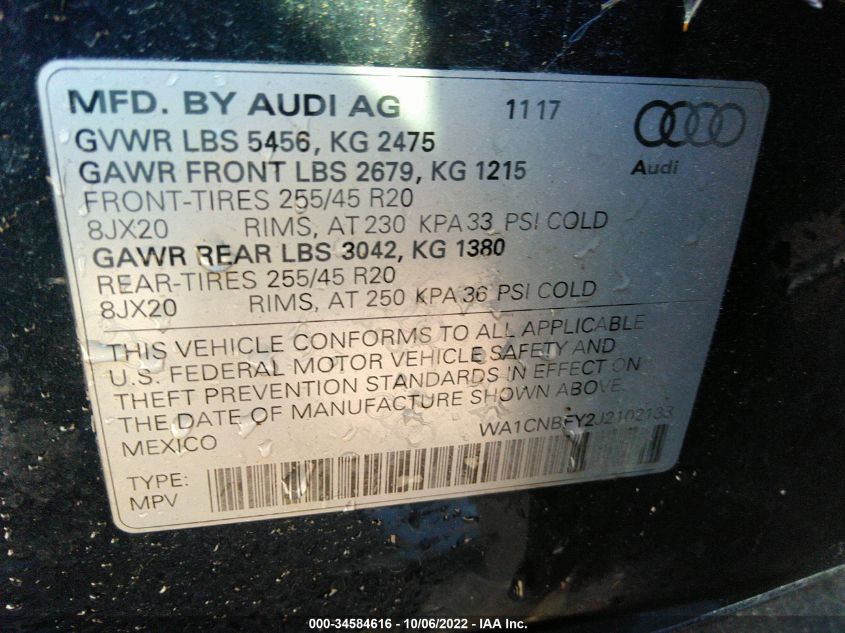 MFD. BY AUDI AG 11 17
GVWR LBS 5456, KG 2475
GAWR FRONT LBS 2679, KG 1215
Audi
FRONT-TIRES 255/45 R20
8JX20 RIMS, AT 230 KPA 33 PSI COLD
GAWR REAR LBS 3042, KG 1380
REAR-TIRES 255/45 R20
8JX20 RIMS, AT 250 KPA 36 PSI COLD
THIS VEHICLE CONFORMS TO ALL APPLICABLE
U.S. FEDERAL MOTOR VEHICLE SAFETY AND
THEFT PREVENTION STANDARDS IN EFFECT ON
THE DATE OF MANUFACTURE SHOWN ABOVE.
MEXICO WA1CNBFY2J2102133
TYPE:
MPV
000-34584616 - 10/06/2022 - IAA Inc.